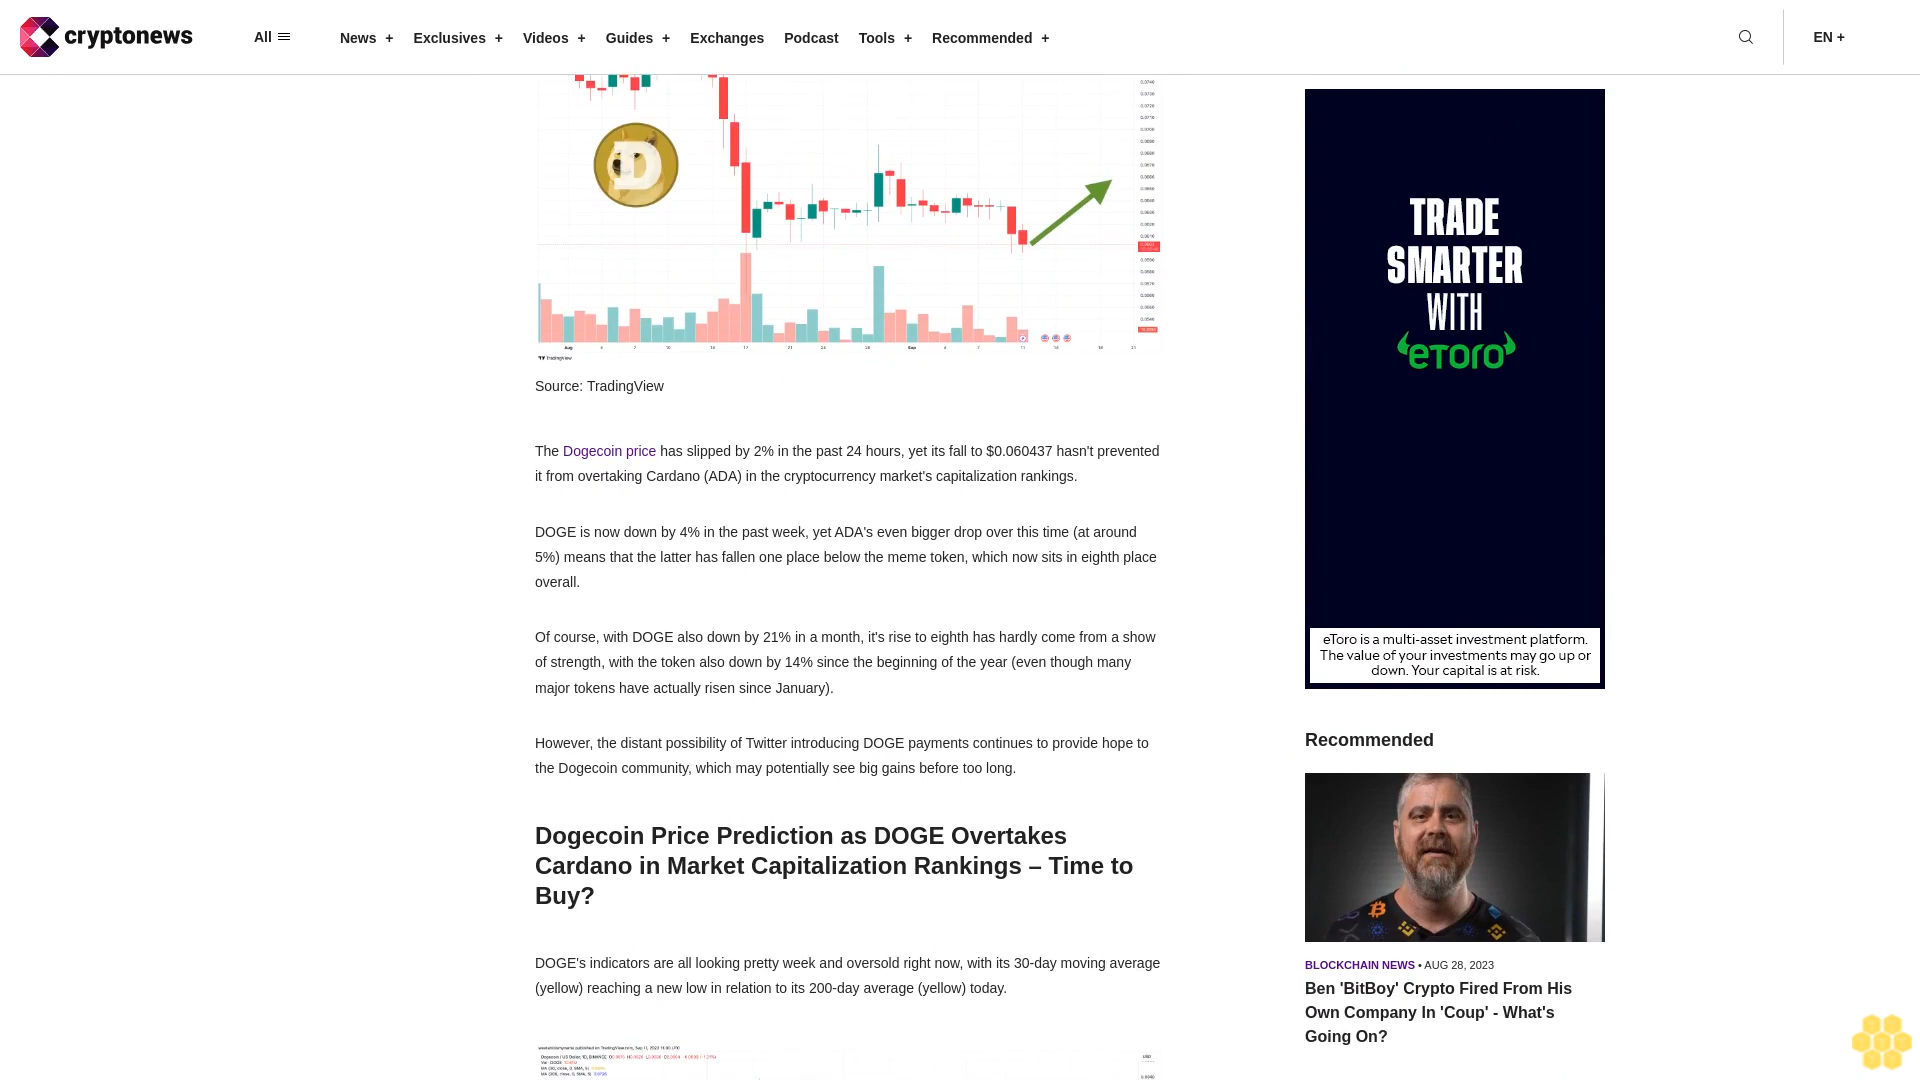 cryptonews
All
News +
Exclusives +
Videos +
Guides +
Exchanges
Podcast
Tools +
Recommended +
EN +
TradingView
Source: TradingView
The Dogecoin price has slipped by 2% in the past 24 hours, yet its fall to $0.060437 hasn't prevented
it from overtaking Cardano (ADA) in the cryptocurrency market's capitalization rankings.
DOGE is now down by 4% in the past week, yet ADA's even bigger drop over this time (at around
5%) means that the latter has fallen one place below the meme token, which now sits in eighth place
overall.
Of course, with DOGE also down by 21% in a month, it's rise to eighth has hardly come from a show
of strength, with the token also down by 14% since the beginning of the year (even though many
major tokens have actually risen since January).
However, the distant possibility of Twitter introducing DOGE payments continues to provide hope to
the Dogecoin community, which may potentially see big gains before too long.
Dogecoin Price Prediction as DOGE Overtakes
Cardano in Market Capitalization Rankings – Time to
Buy?
DOGE's indicators are all looking pretty week and oversold right now, with its 30-day moving average
(yellow) reaching a new low in relation to its 200-day average (yellow) today.
TRADE
SMARTER
WITH
eToro
eToro is a multi-asset investment platform.
The value of your investments may go up or
down. Your capital is at risk.
Recommended
BLOCKCHAIN NEWS • AUG 28, 2023
Ben 'BitBoy' Crypto Fired From His
Own Company In 'Coup' - What's
Going On?